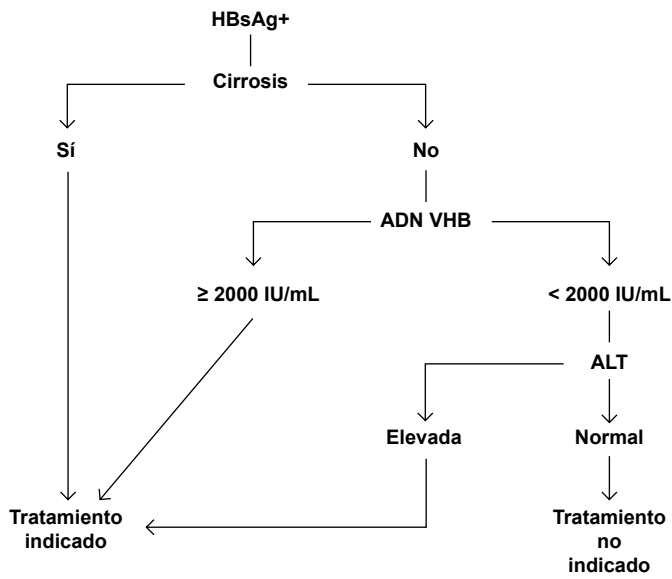 HBsAg+
Cirrosis
Sí
No
ADN VHB
≥ 2000 IU/mL
< 2000 IU/mL
ALT
Elevada
Normal
Tratamiento
indicado
Tratamiento
no
indicado